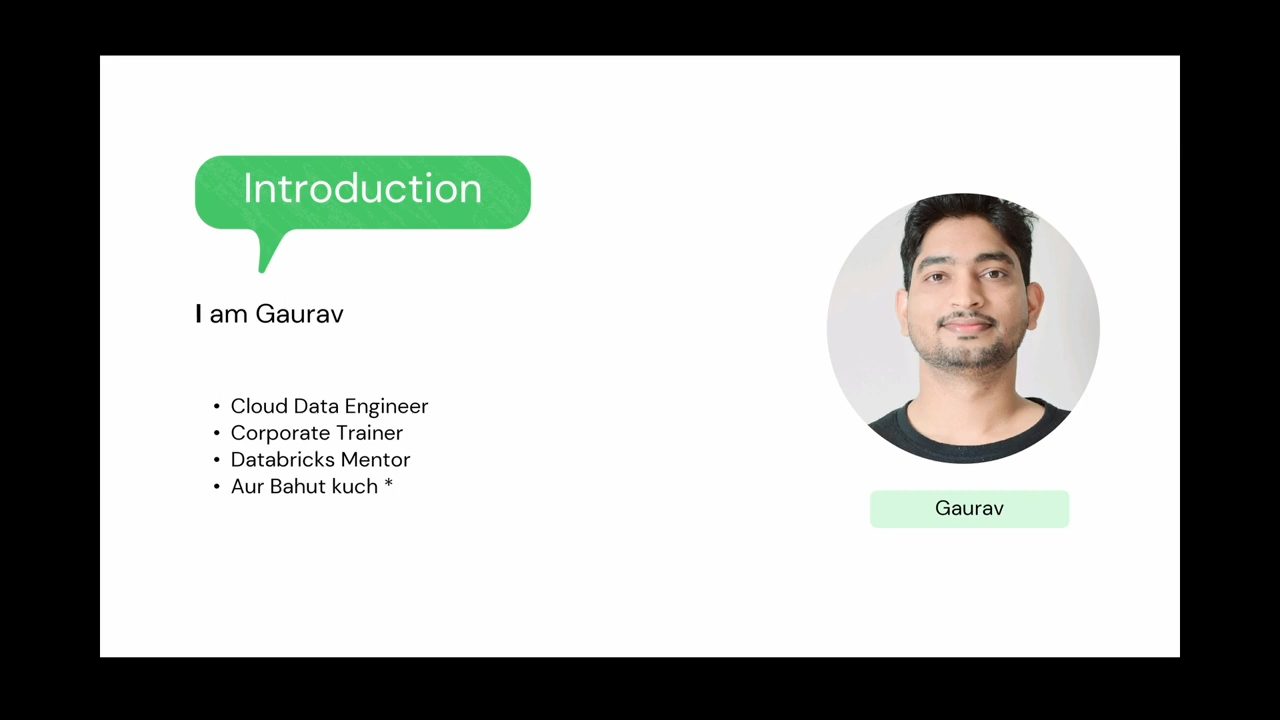 Introduction
I am Gaurav
• Cloud Data Engineer
• Corporate Trainer
• Databricks Mentor
• Aur Bahut kuch *
Gaurav